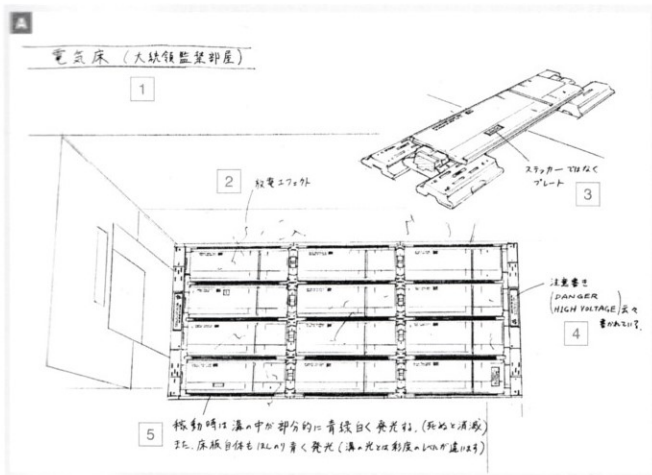 A
電気床 (大統領監禁部屋)
1
2
放電エフェクト
ステッカーではなく
プレート
3
注意書き
(DANGER
HIGH VOLTAGE)云々
書かれている。
4
5
稼動時は溝の中が部分的に青緑白く発光する。(死ぬと消滅)
また、床板自体もほんのり青く発光(溝の光とは彩度のレベルが違います)